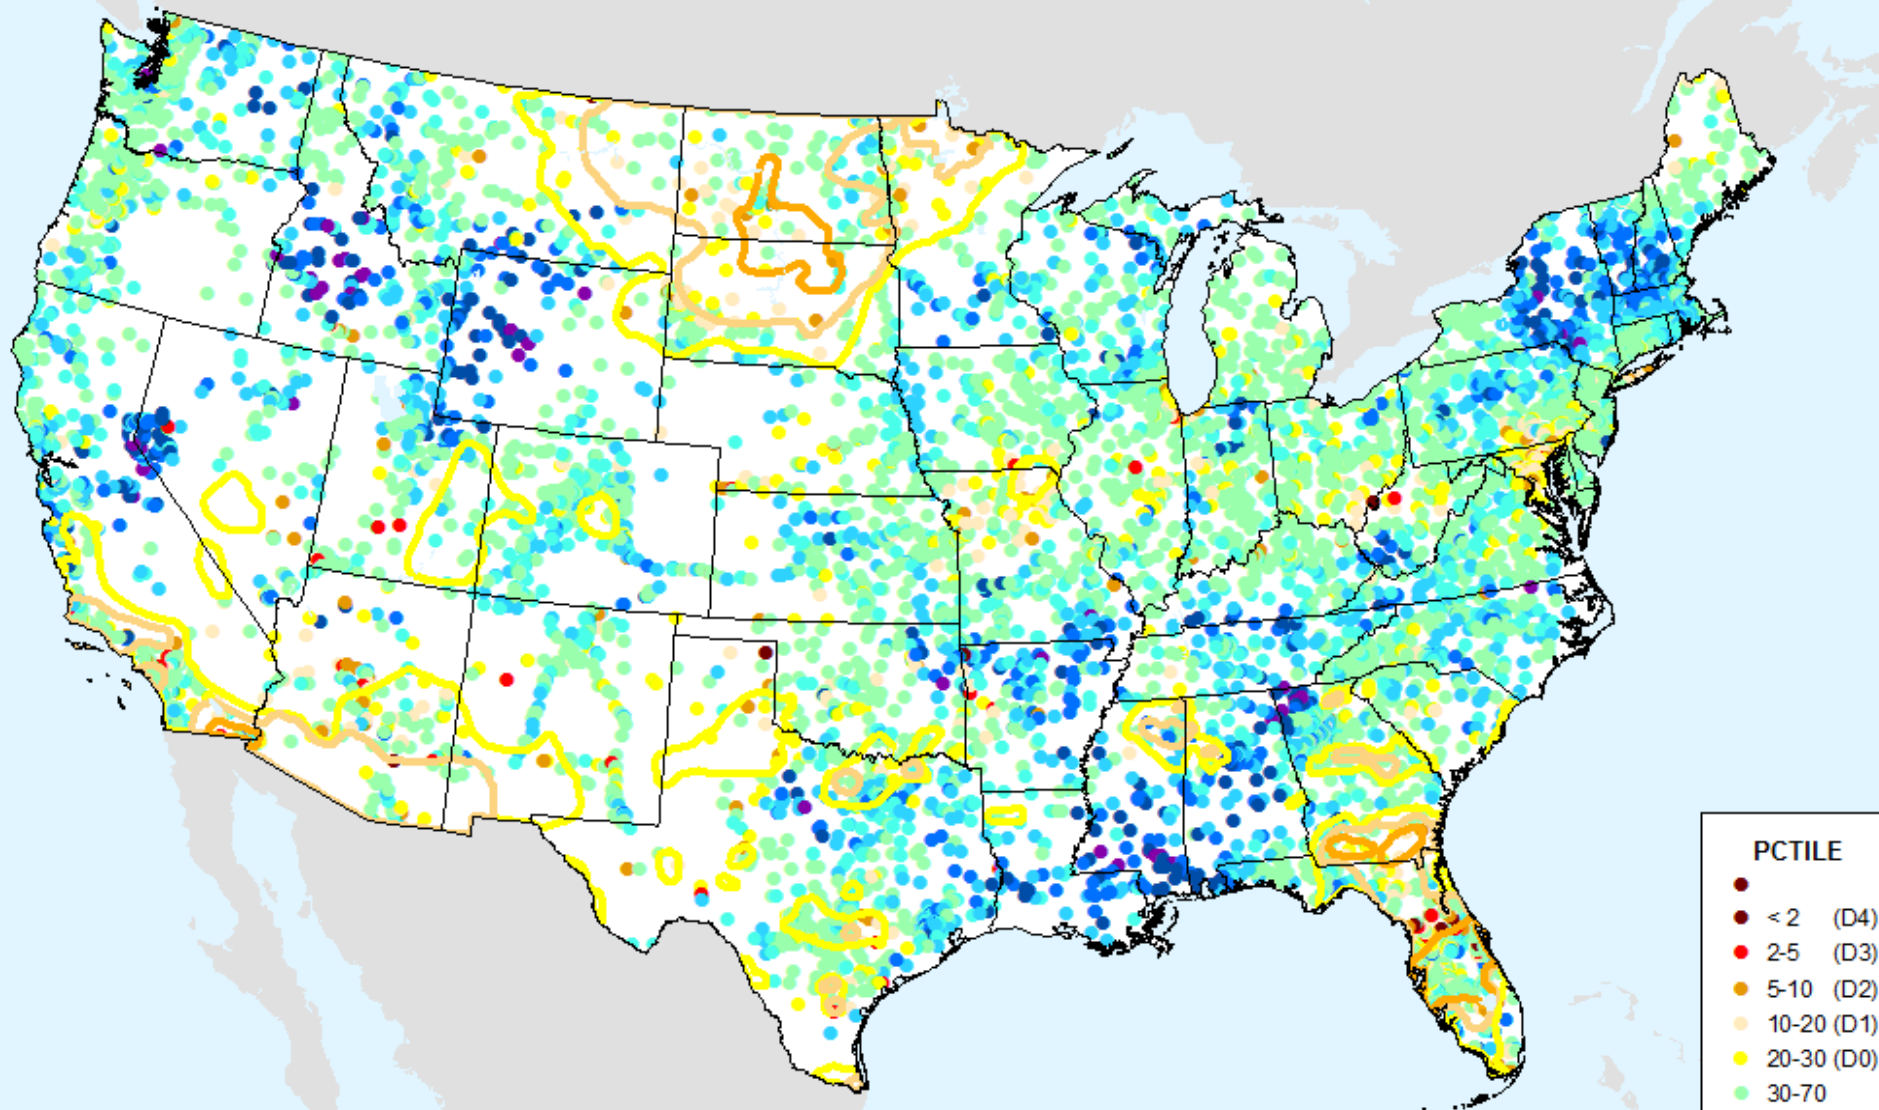 PCTILE
< 2 (D4)
2-5 (D3)
5-10 (D2)
10-20 (D1)
20-30 (D0)
30-70